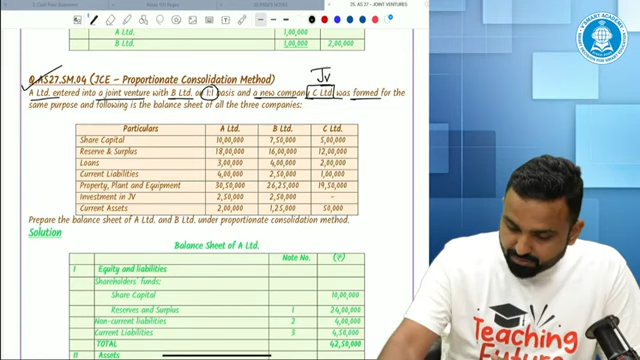 25. AS 27 - JOINT VENTURES
1,00,000
B Ltd. 1,00,000 2,00,000
JV
Q.AS27.SM.04 (JCE - Proportionate Consolidation Method)
A Ltd. entered into a joint venture with B Ltd. on 1:1 basis and a new company C Ltd. was formed for the
same purpose and following is the balance sheet of all the three companies:
Particulars A Ltd. B Ltd. C Ltd.
Share Capital 10,00,000 7,50,000 5,00,000
Reserve & Surplus 18,00,000 16,00,000 12,00,000
Loans 3,00,000 4,00,000 2,00,000
Current Liabilities 4,00,000 2,50,000 1,00,000
Property, Plant and Equipment 30,50,000 26,25,000 19,50,000
Investment in JV 2,50,000 2,50,000 -
Current Assets 2,00,000 1,25,000 50,000
Prepare the balance sheet of A Ltd. and B Ltd. under proportionate consolidation method.
Solution
Balance Sheet of A Ltd.
Note No. (₹)
I Equity and liabilities
Shareholders' funds:
Share Capital 10,00,000
Reserves and Surplus 1 24,00,000
Non-current liabilities 2 4,00,000
Current liabilities 3 4,50,000
TOTAL 42,50,000
II Assets
V'SMART ACADEMY
Teaching
Future